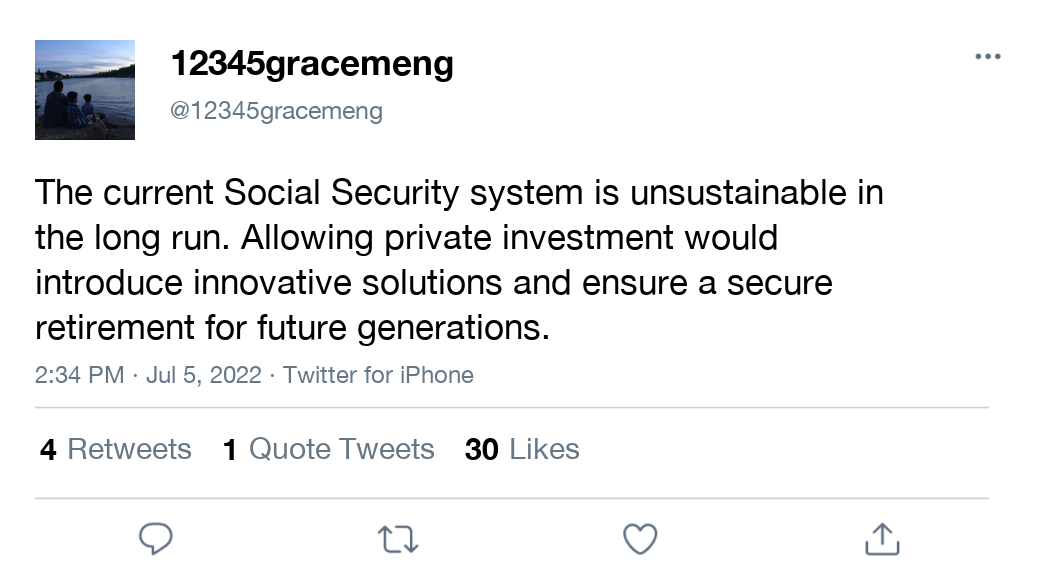 12345gracemeng
@12345gracemeng
The current Social Security system is unsustainable in
the long run. Allowing private investment would
introduce innovative solutions and ensure a secure
retirement for future generations.
2:34 PM · Jul 5, 2022 · Twitter for iPhone
4 Retweets 1 Quote Tweets 30 Likes